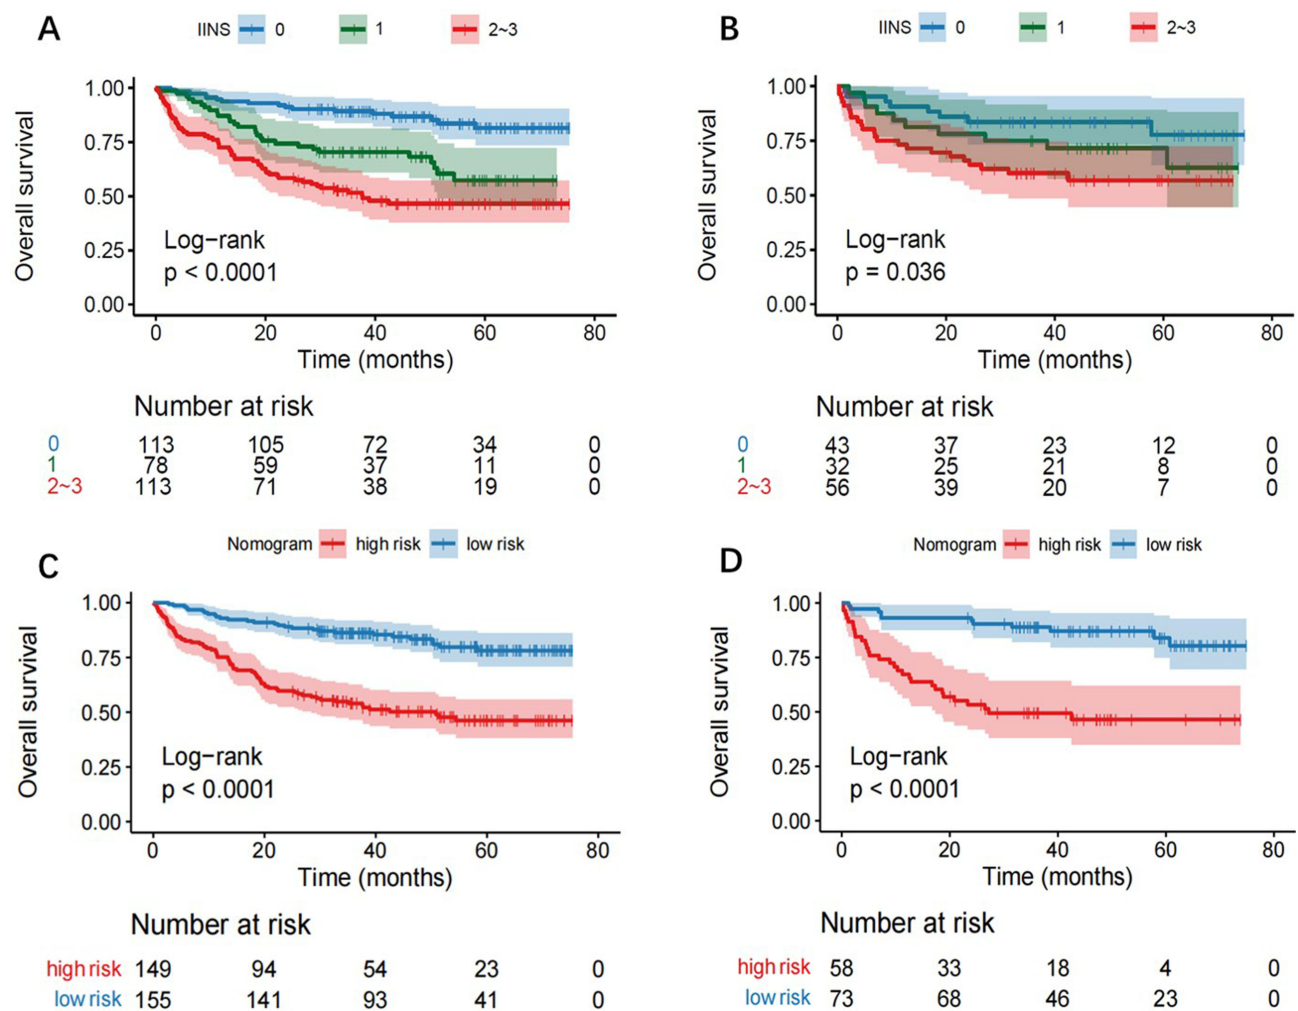 A
IINS 0 1 2~3
Overall survival
1.00
0.75
0.50
0.25
0.00
Log−rank
p < 0.0001
0 20 40 60 80
Time (months)
Number at risk
0 113 105 72 34 0
1 78 59 37 11 0
2~3 113 71 38 19 0
B
IINS 0 1 2~3
Overall survival
1.00
0.75
0.50
0.25
0.00
Log−rank
p = 0.036
0 20 40 60 80
Time (months)
Number at risk
0 43 37 23 12 0
1 32 25 21 8 0
2~3 56 39 20 7 0
C
Nomogram high risk low risk
Overall survival
1.00
0.75
0.50
0.25
0.00
Log−rank
p < 0.0001
0 20 40 60 80
Time (months)
Number at risk
high risk 149 94 54 23 0
low risk 155 141 93 41 0
D
Nomogram high risk low risk
Overall survival
1.00
0.75
0.50
0.25
0.00
Log−rank
p < 0.0001
0 20 40 60 80
Time (months)
Number at risk
high risk 58 33 18 4 0
low risk 73 68 46 23 0